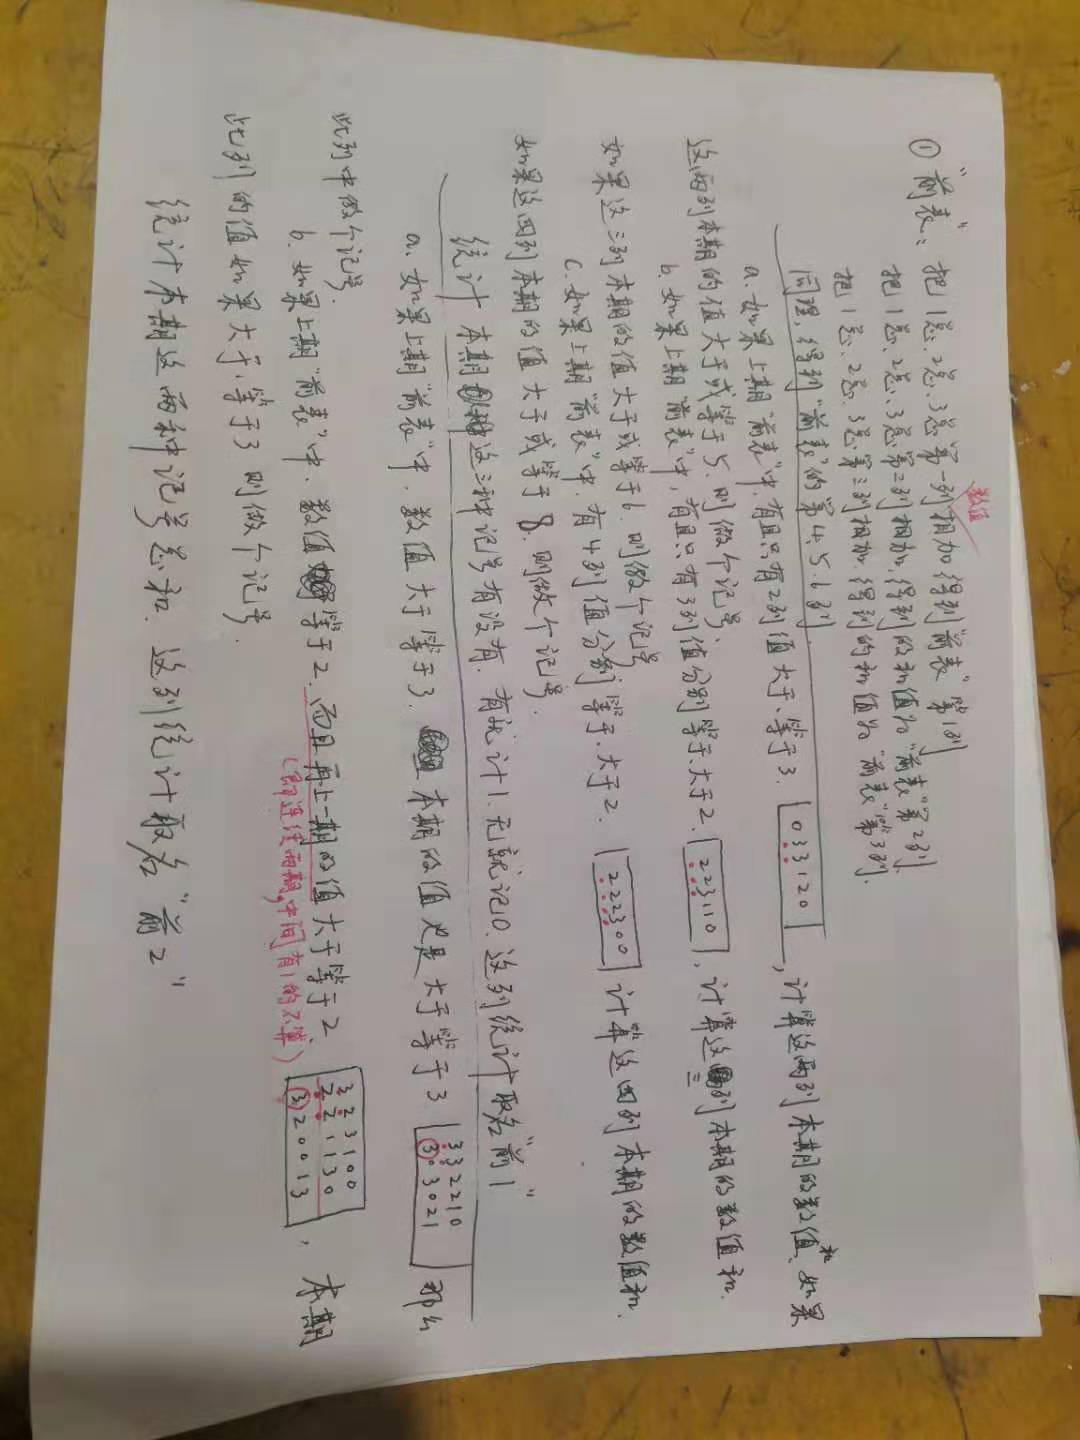 数值
①"前表": 把1总、2总、3总第一列相加得到"前表"第1列
把1总、2总、3总第二列相加,得到的和值为"前表"第2列.
把1总、2总、3总第三列相加.得到的和值为"前表"第3列.
同理,得到"前表"的第4、5.6列.
a.如果上期"前表"中,有且只有2列值大于、等于3. 033120 ,计算这两列本期的数值和、如果
这两列本期的值大于或等于5.则做个记号.
b.如果上期"前表"中,有且只有3列值分别等于、大于2. 223110 ,计算这三列本期的数值和.
如果这三列本期的值大于或等于6.则做个记号
c.如果上期"前表"中.有4列值分别等于、大于2. 222300 计算这四列本期的数值和.
如果这四列本期的值大于或等于8.则做个记号.
统计本期这三种记号有没有.有就计1.无就记0.这列统计取名"前1"
a.如果上期"前表"中.数值大于等于3. 本期的值也是大于等于3 332210 那么
303021
此列中做个记号.
b.如果上期"前表"中.数值等于2.而且再上一期的值大于等于2. 323100 ,本期
221130
(即连续两期,中间有1的不算) 320013
此列的值如果大于、等于3则做个记号.
统计本期这两种记号总和.这列统计取名"前2"